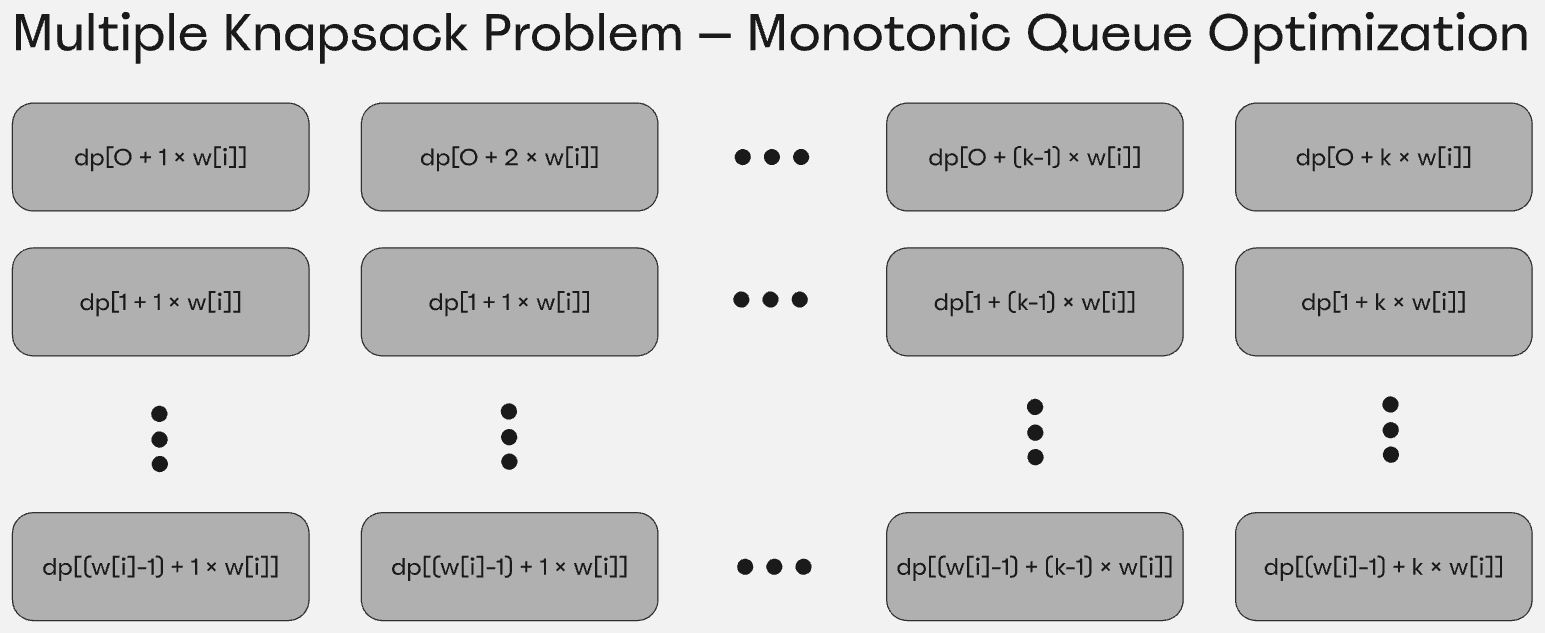 Multiple Knapsack Problem — Monotonic Queue Optimization
dp[0 + 1 × w[i]]
dp[0 + 2 × w[i]]
dp[0 + (k-1) × w[i]]
dp[0 + k × w[i]]
dp[1 + 1 × w[i]]
dp[1 + 1 × w[i]]
dp[1 + (k-1) × w[i]]
dp[1 + k × w[i]]
dp[(w[i]-1) + 1 × w[i]]
dp[(w[i]-1) + 1 × w[i]]
dp[(w[i]-1) + (k-1) × w[i]]
dp[(w[i]-1) + k × w[i]]